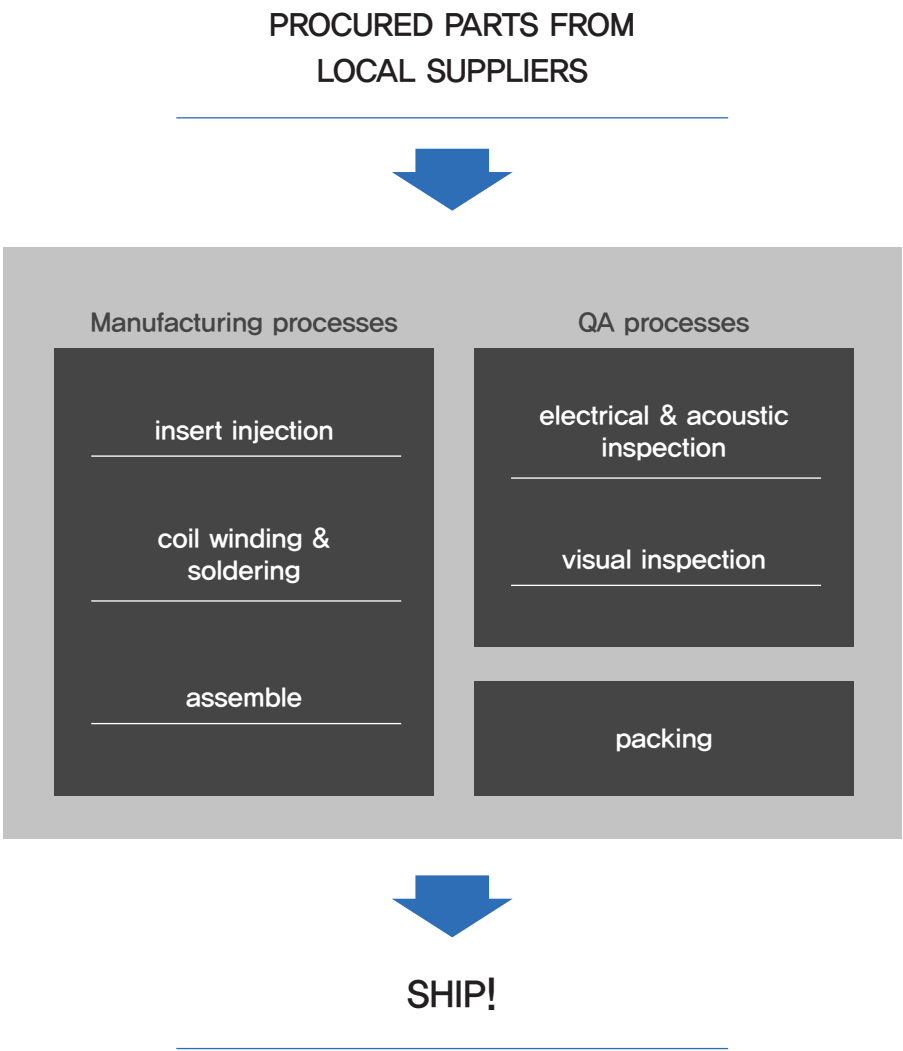 PROCURED PARTS FROM
LOCAL SUPPLIERS
Manufacturing processes
insert injection
coil winding &
soldering
assemble
QA processes
electrical & acoustic
inspection
visual inspection
packing
SHIP!